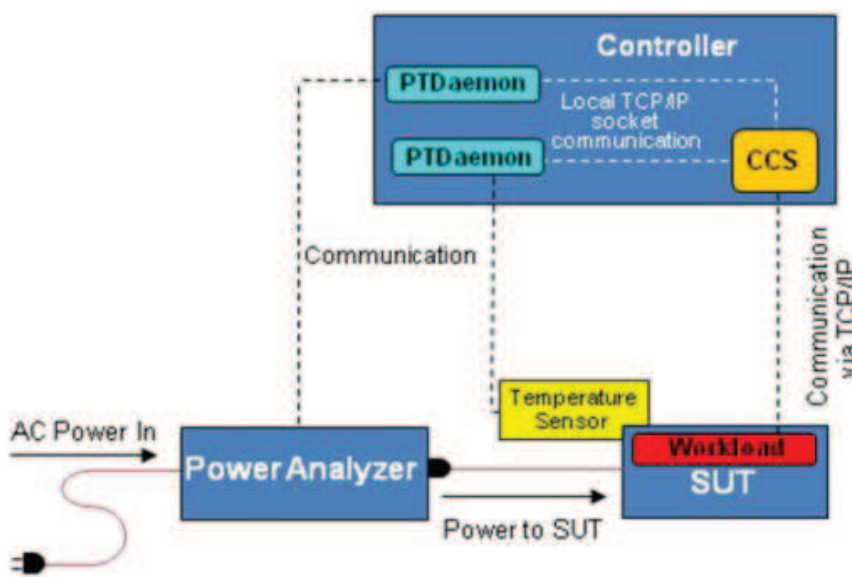 Controller
PTDaemon
Local TCP/IP
socket
communication
PTDaemon
CCS
Communication
Communication
via TCP/IP
Temperature
Sensor
AC Power In
Workload
Power Analyzer
SUT
Power to SUT